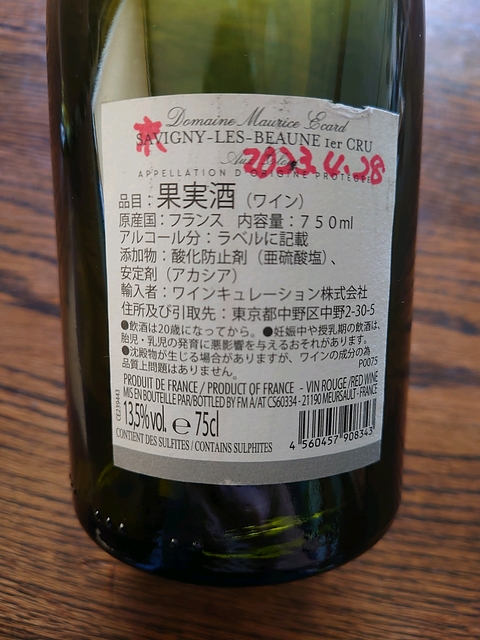 Domaine Maurice Ecard
SAVIGNY-LES-BEAUNE 1er CRU
2023.4.28
APPELLATION D'ORIGINE PROTÉGÉE
品目：果実酒（ワイン）
原産国：フランス　内容量：７５０ml
アルコール分：ラベルに記載
添加物：酸化防止剤（亜硫酸塩）、
安定剤（アカシア）
輸入者：ワインキュレーション株式会社
住所及び引取先：東京都中野区中野2-30-5
●飲酒は20歳になってから。●妊娠中や授乳期の飲酒は、
胎児・乳児の発育に悪影響を与えるおそれがあります。
●沈殿物が生じる場合がありますが、ワインの成分の為
品質上問題はありません。
P0075
PRODUIT DE FRANCE / PRODUCT OF FRANCE - VIN ROUGE /RED WINE
MIS EN BOUTEILLE PAR/BOTTLED BY FM A/AT CS60334 - 21190 MEURSAULT - FRANCE
13,5%vol. ℮ 75cl
CONTIENT DES SULFITES / CONTAINS SULPHITES
4 560457 908343